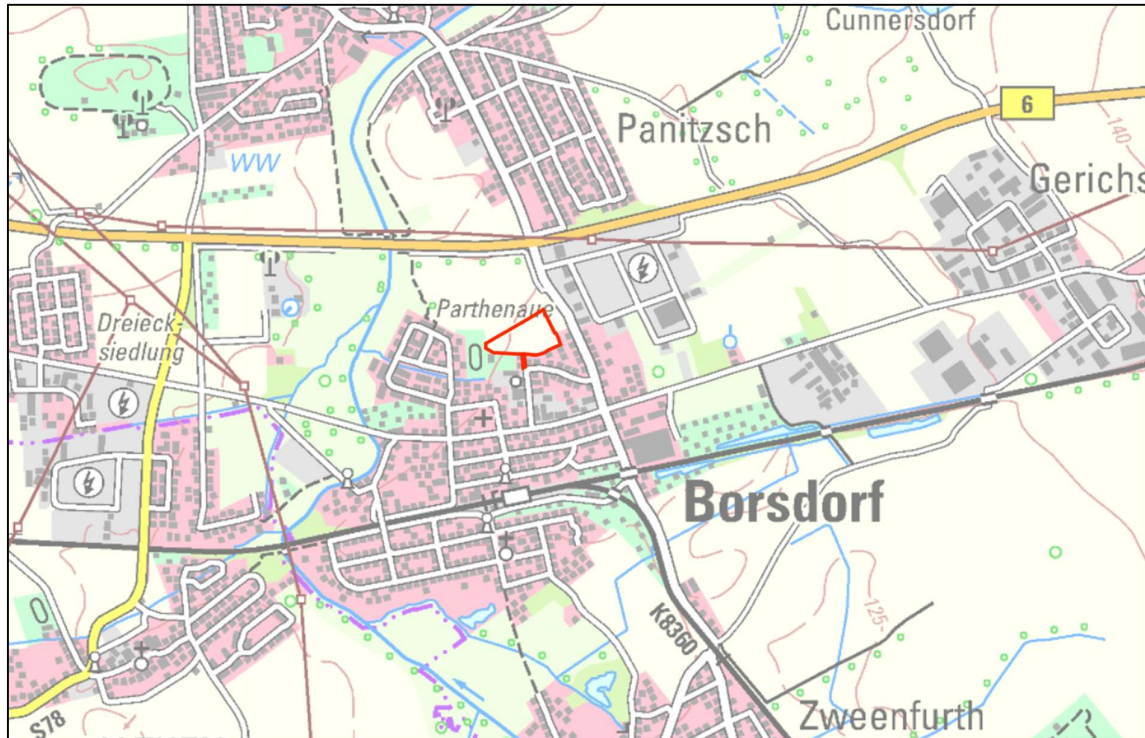 Cunnersdorf
6
Panitzsch
140
WW
Gerichs
Parthenaue
Dreieck-
siedlung
Borsdorf
K8360
125
Zweenfurth
S78